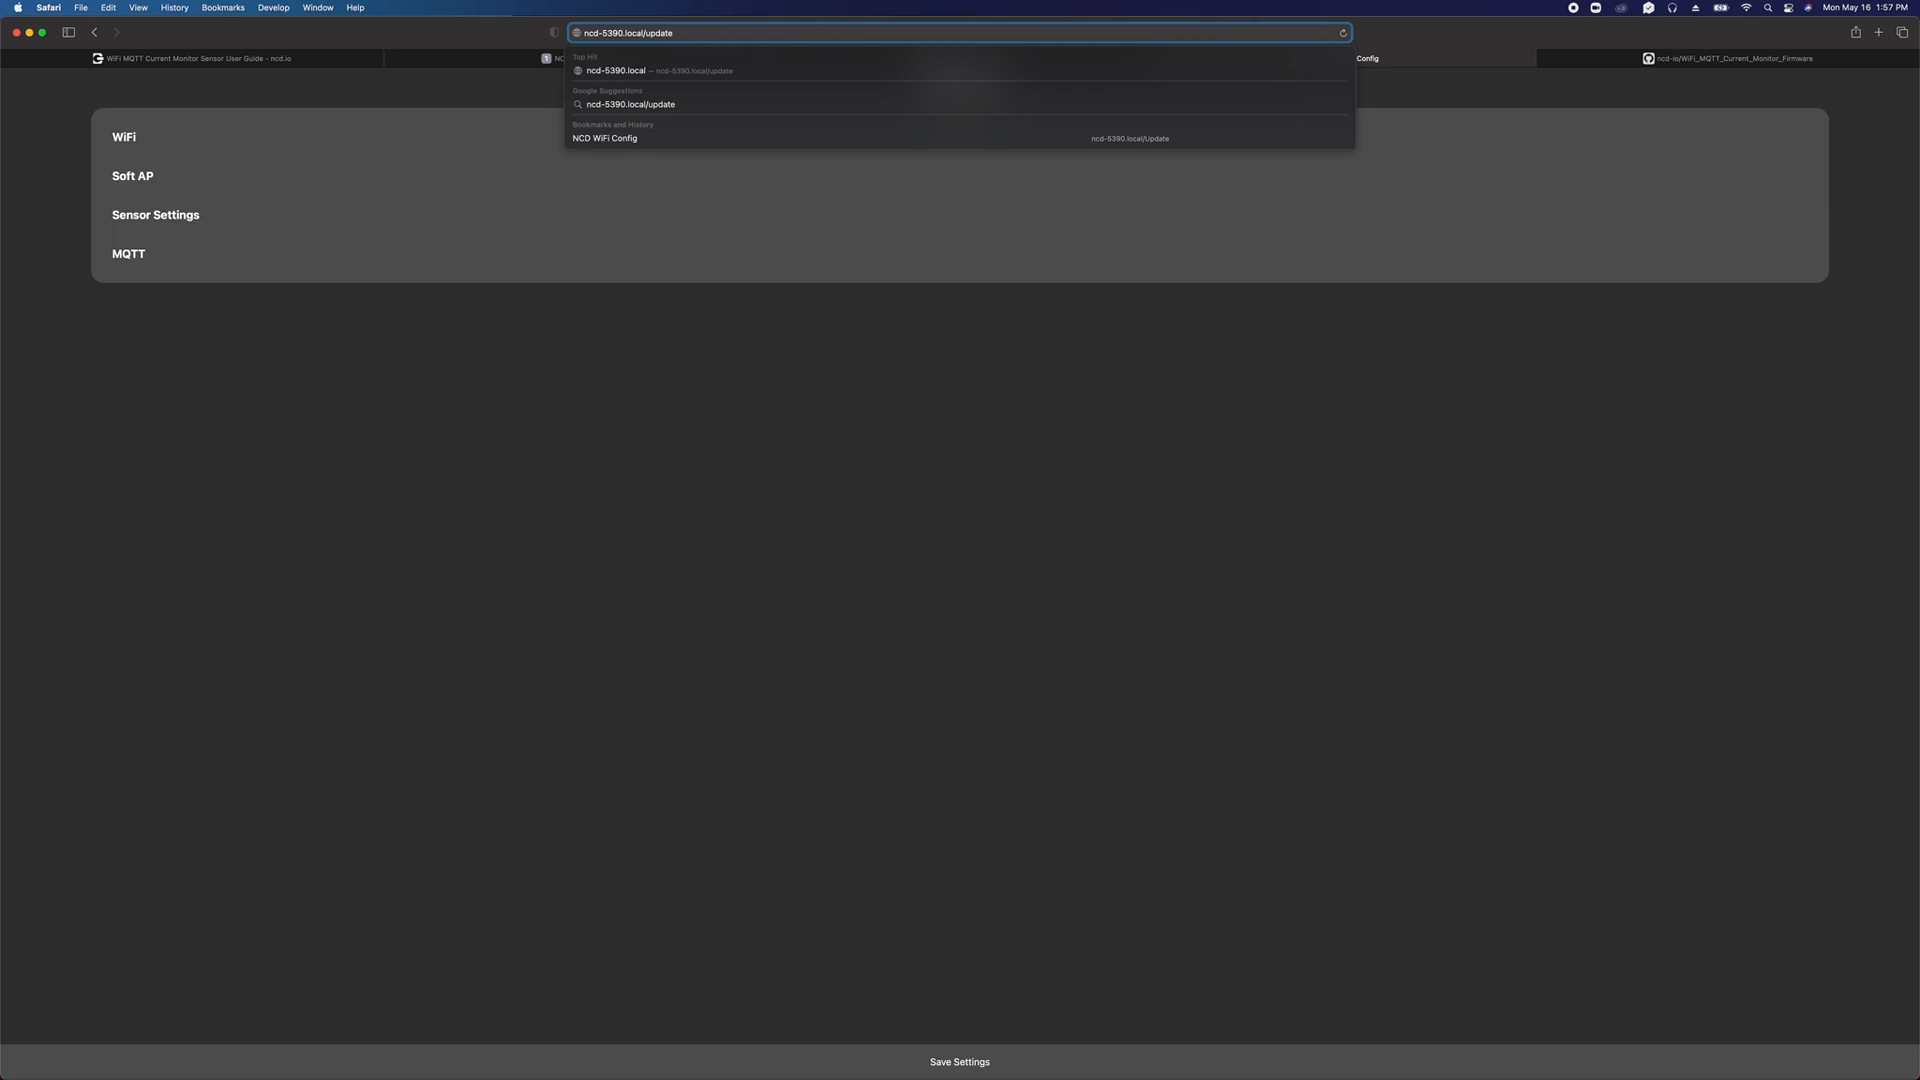 Safari File Edit View History Bookmarks Develop Window Help Mon May 16 1:57 PM
ncd-5390.local/update
WiFi MQTT Current Monitor Sensor User Guide - ncd.io
1 NC
Config
ncd-io/WiFi_MQTT_Current_Monitor_Firmware
Top Hit
ncd-5390.local — ncd-5390.local/update
Google Suggestions
ncd-5390.local/update
Bookmarks and History
NCD WiFi Config ncd-5390.local/Update
WiFi
Soft AP
Sensor Settings
MQTT
Save Settings